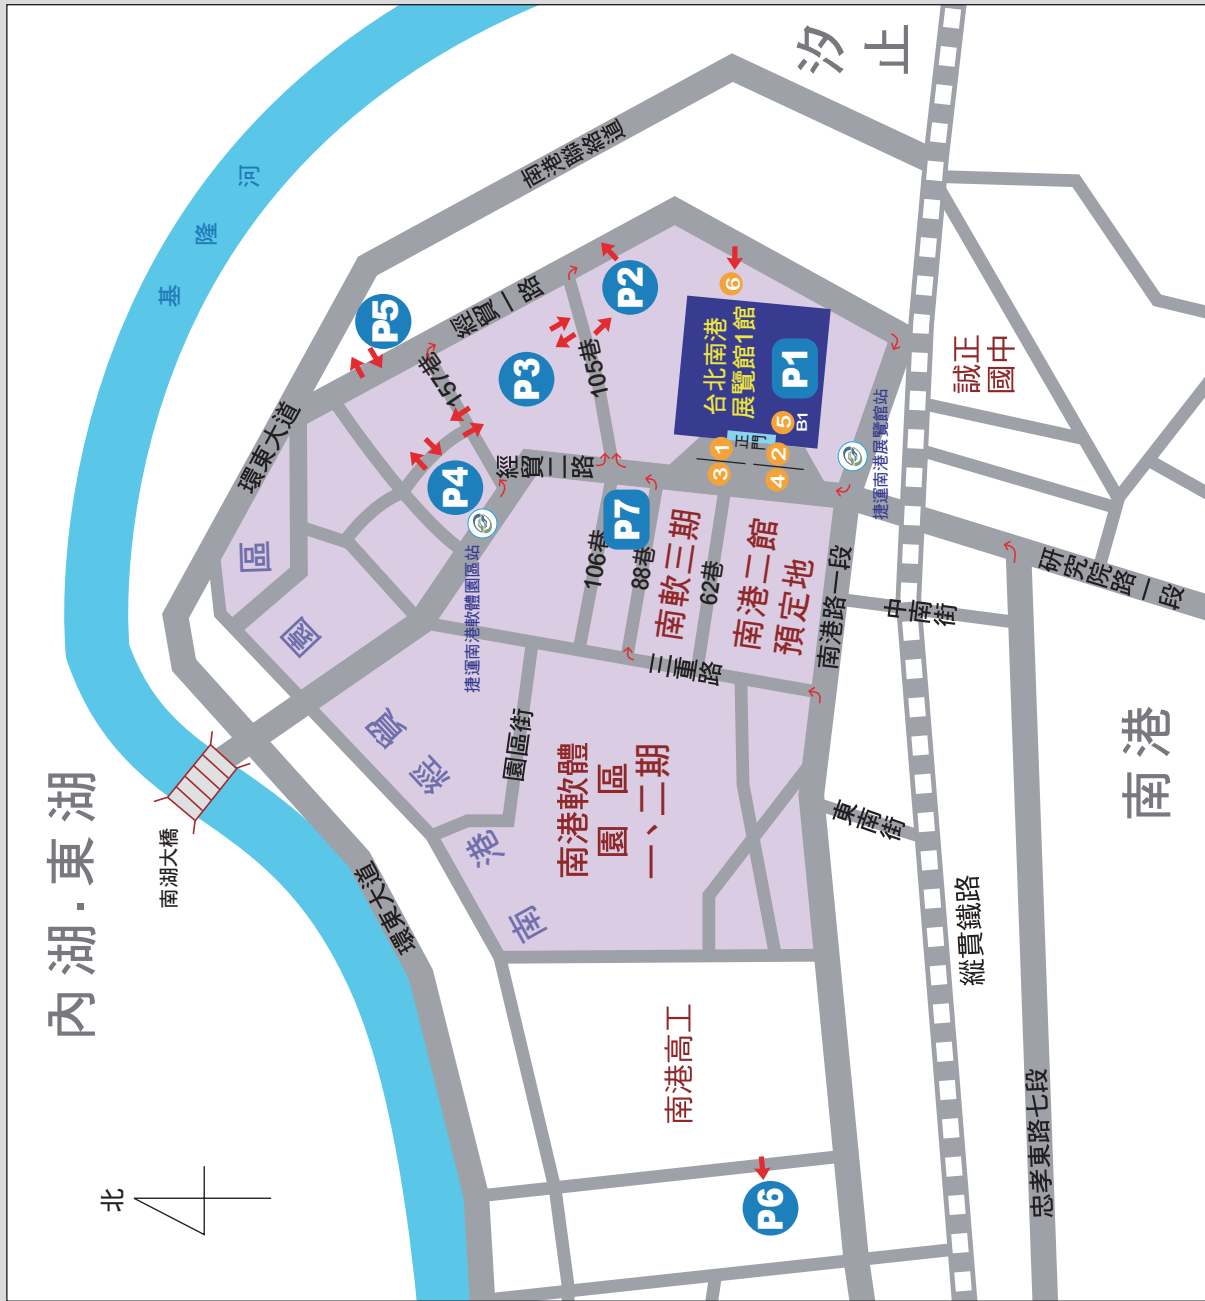 內湖·東湖
汐止
基隆河
南港聯絡道
北
南湖大橋
環東大道
環東大道
P5
經貿一路
157巷
P3
105巷
P2
P4
經貿二路
南港經貿園區
捷運南港軟體園區站
106巷
P7
88巷
62巷
南軟三期
南港二館
預定地
台北南港
展覽館1館
P1
B1
正門
1
2
3
4
5
6
捷運南港展覽館站
誠正
國中
三重路
園區街
南港軟體
園區
一、二期
南港路一段
中南街
研究院路一段
東南街
縱貫鐵路
忠孝東路七段
南港
南港高工
P6